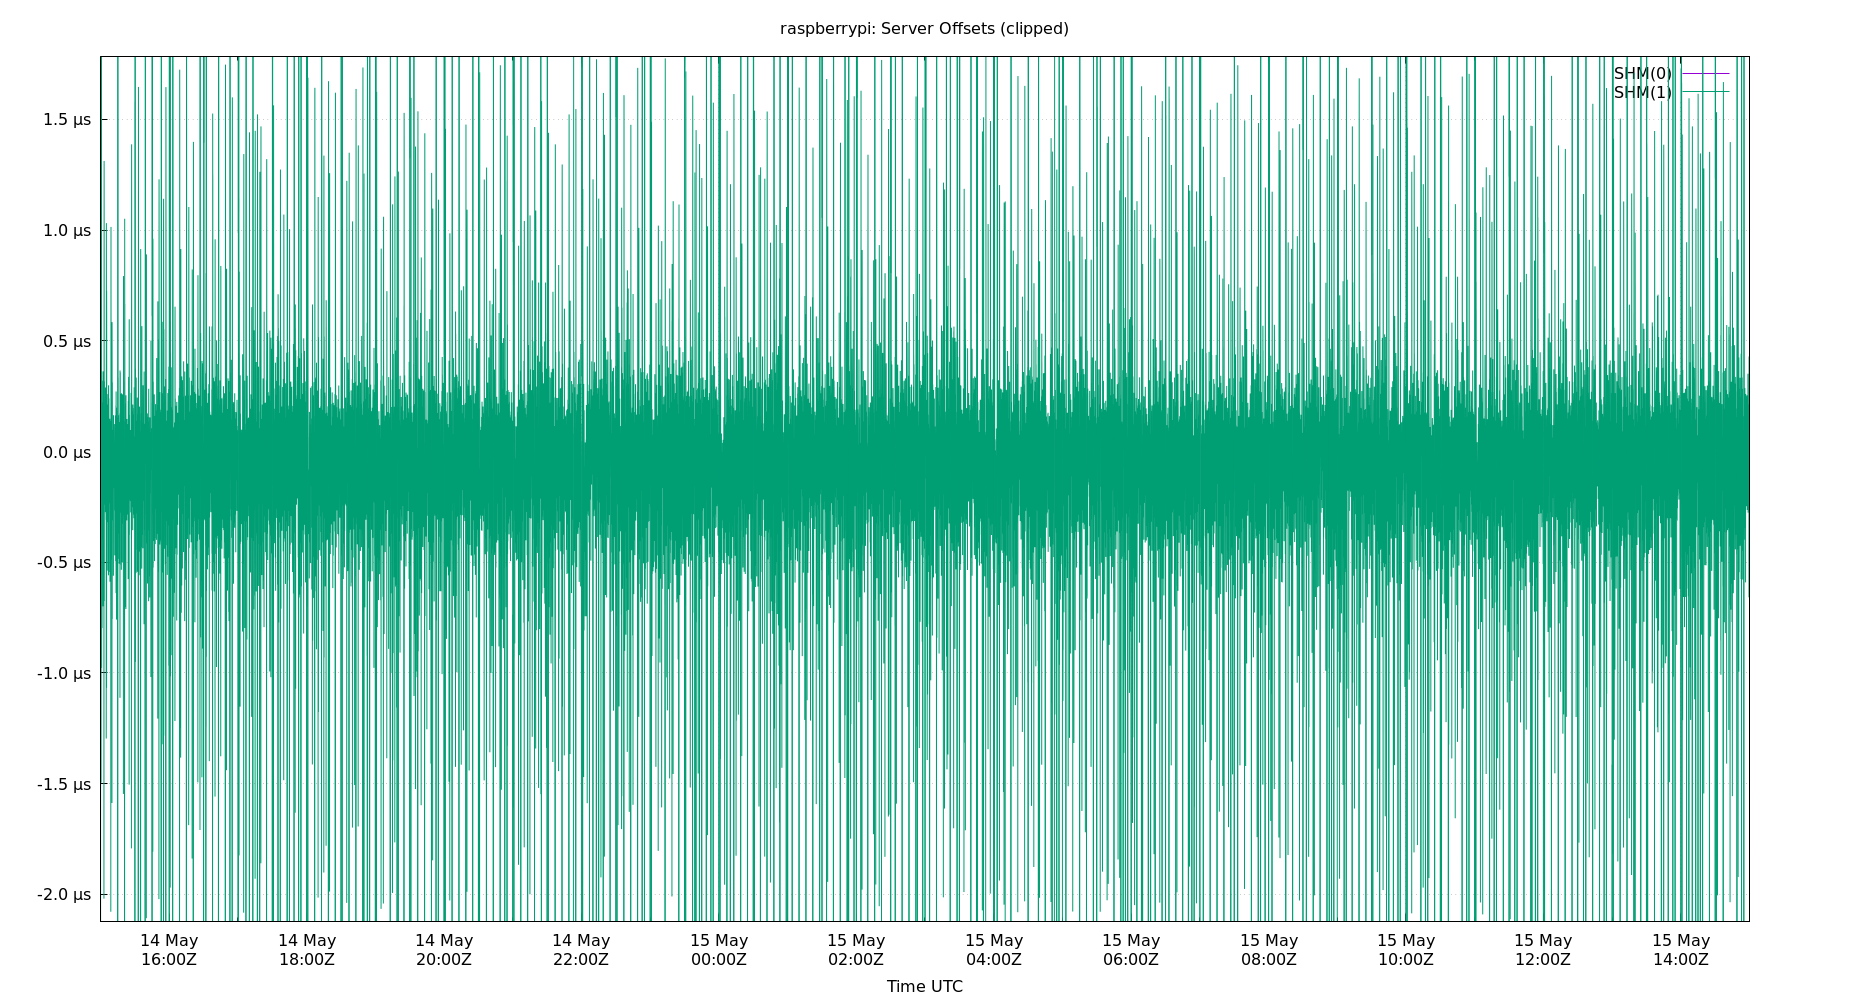 raspberrypi: Server Offsets (clipped)
SHM(0)
SHM(1)
1.5 µs
1.0 µs
0.5 µs
0.0 µs
-0.5 µs
-1.0 µs
-1.5 µs
-2.0 µs
14 May 14 May 14 May 14 May 15 May 15 May 15 May 15 May 15 May 15 May 15 May 15 May
16:00Z 18:00Z 20:00Z 22:00Z 00:00Z 02:00Z 04:00Z 06:00Z 08:00Z 10:00Z 12:00Z 14:00Z
Time UTC